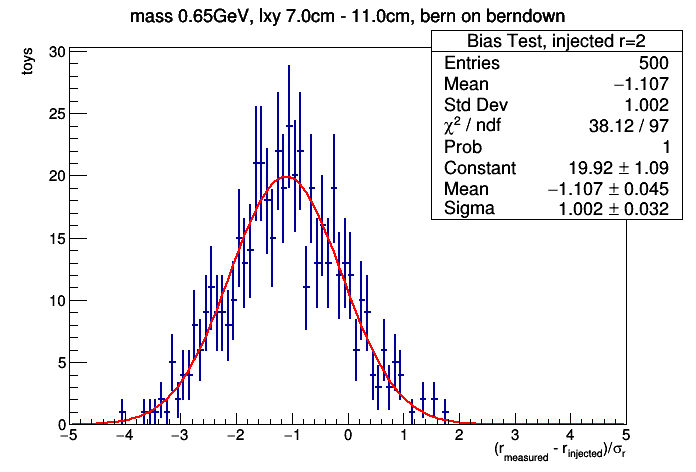 mass 0.65GeV, lxy 7.0cm - 11.0cm, bern on berndown
Bias Test, injected r=2
Entries 500
Mean −1.107
Std Dev 1.002
χ² / ndf 38.12 / 97
Prob 1
Constant 19.92 ± 1.09
Mean −1.107 ± 0.045
Sigma 1.002 ± 0.032
toys
30
25
20
15
10
5
0
−5 −4 −3 −2 −1 0 1 2 3 4 5
(r_measured - r_injected)/σ_r